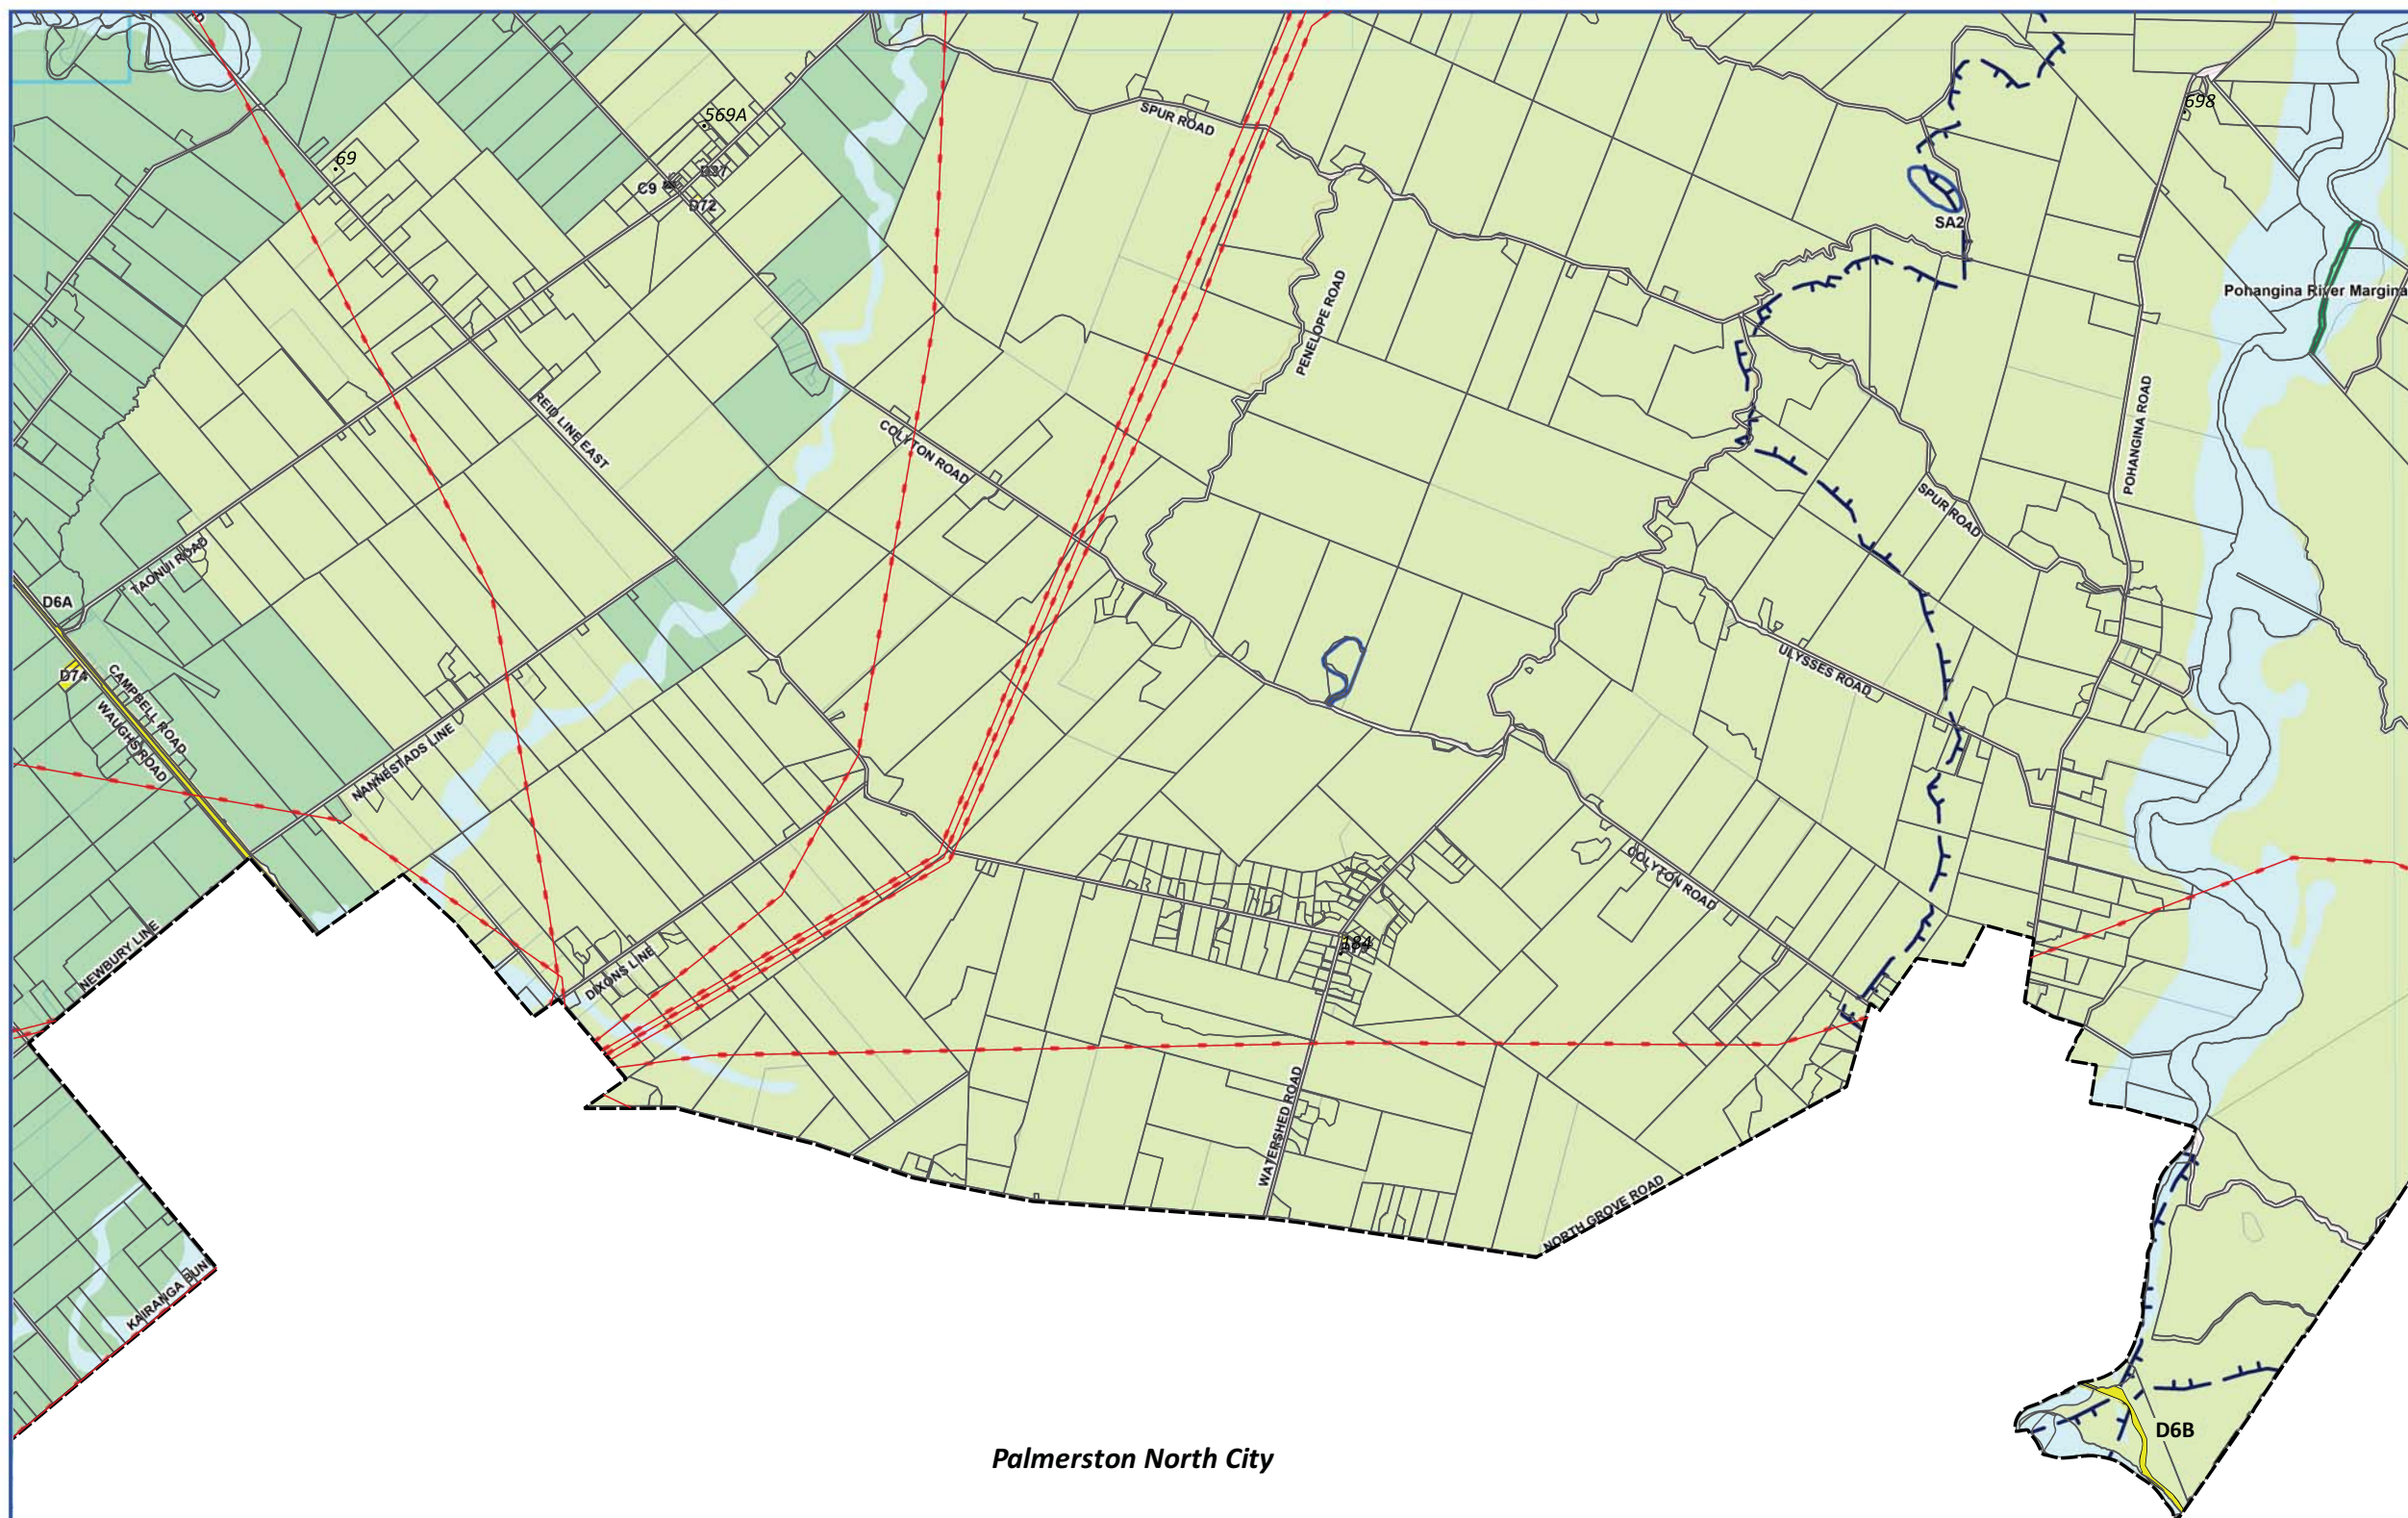 569A
698
SPUR ROAD
69
D37
C9
D72
SA2
PENELOPE ROAD
Pohangina River Margina
REID LINE EAST
COLYTON ROAD
POHANGINA ROAD
SPUR ROAD
TAONUI ROAD
D6A
D74
CAMPBELL ROAD
WAUGHS ROAD
ULYSSES ROAD
NANNESTADS LINE
COLYTON ROAD
184
NEWBURY LINE
DIXONS LINE
WATERSHED ROAD
NORTH GROVE ROAD
KAIRANGA BUN
D6B
Palmerston North City